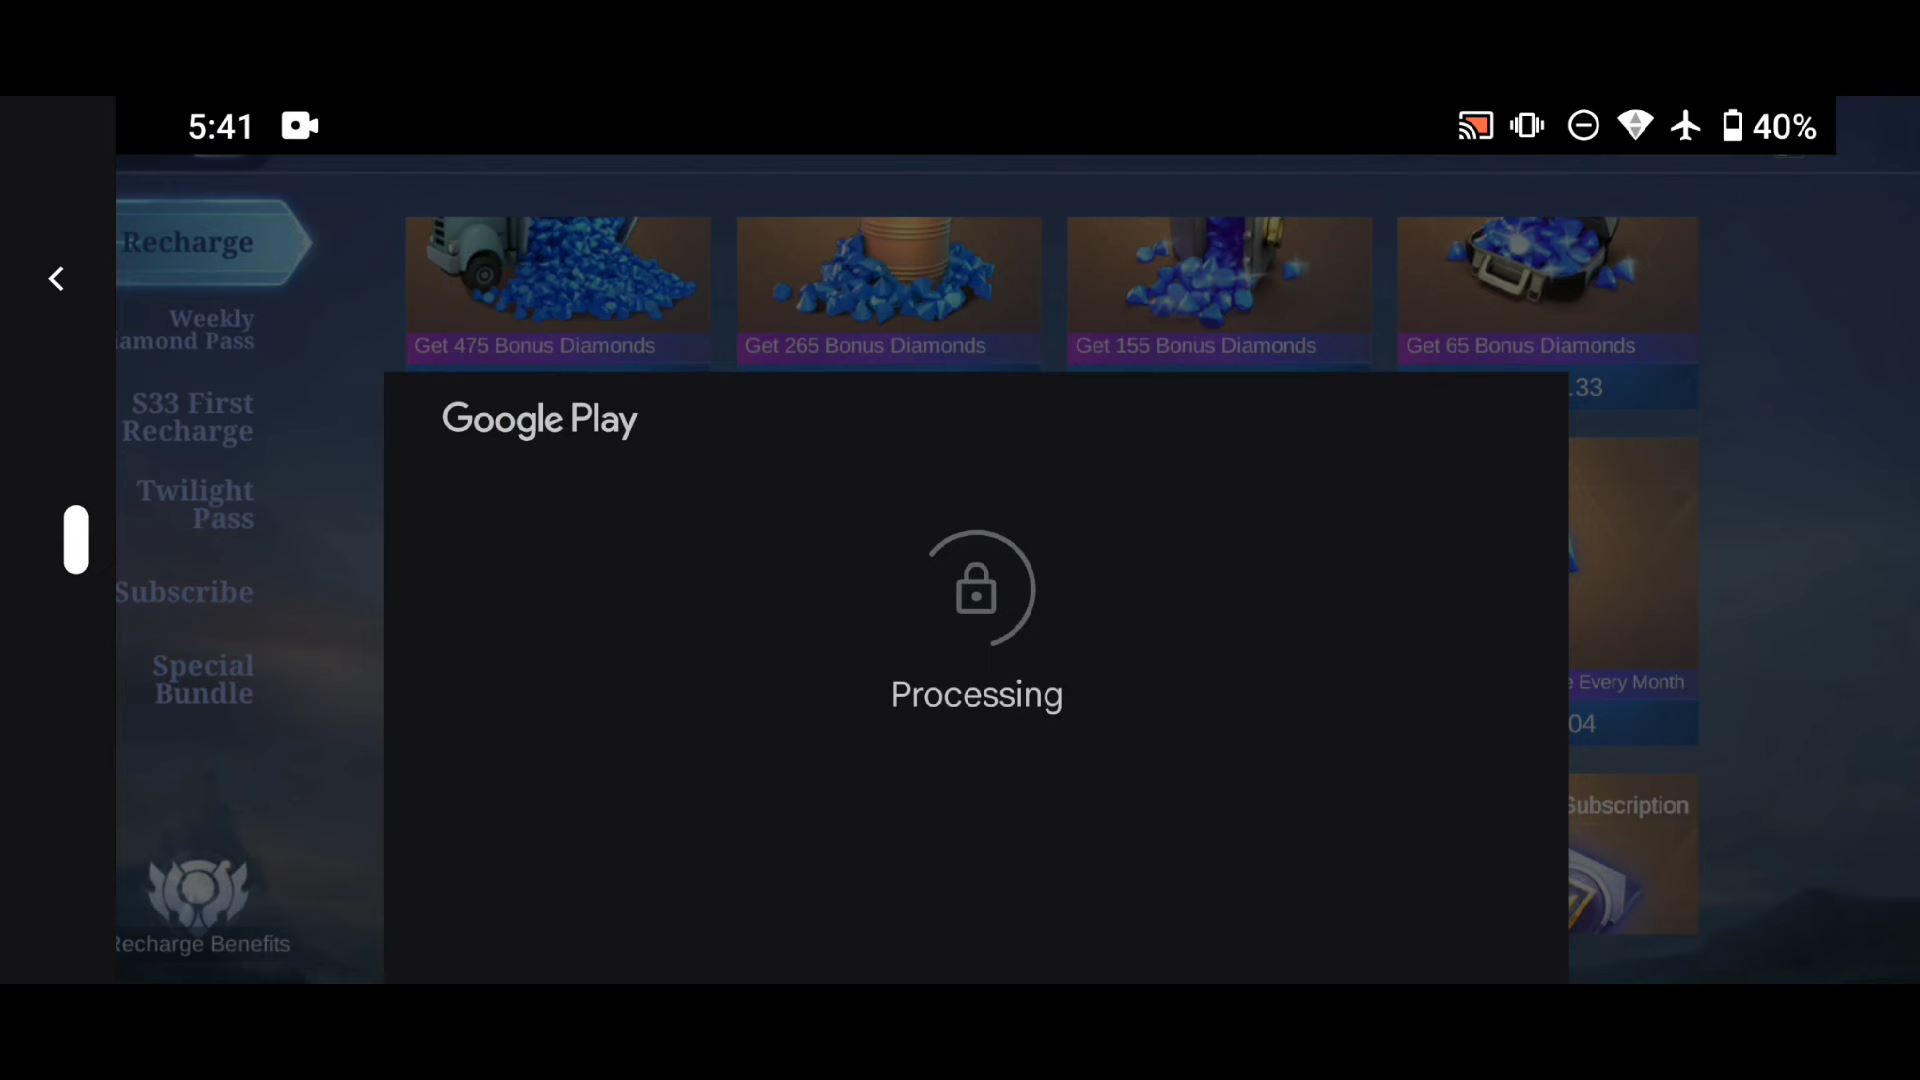 5:41
40%
Recharge
Weekly
iamond Pass
S33 First
Recharge
Twilight
Pass
Subscribe
Special
Bundle
Recharge Benefits
Get 475 Bonus Diamonds
Get 265 Bonus Diamonds
Get 155 Bonus Diamonds
Get 65 Bonus Diamonds
.33
Google Play
Processing
e Every Month
04
Subscription